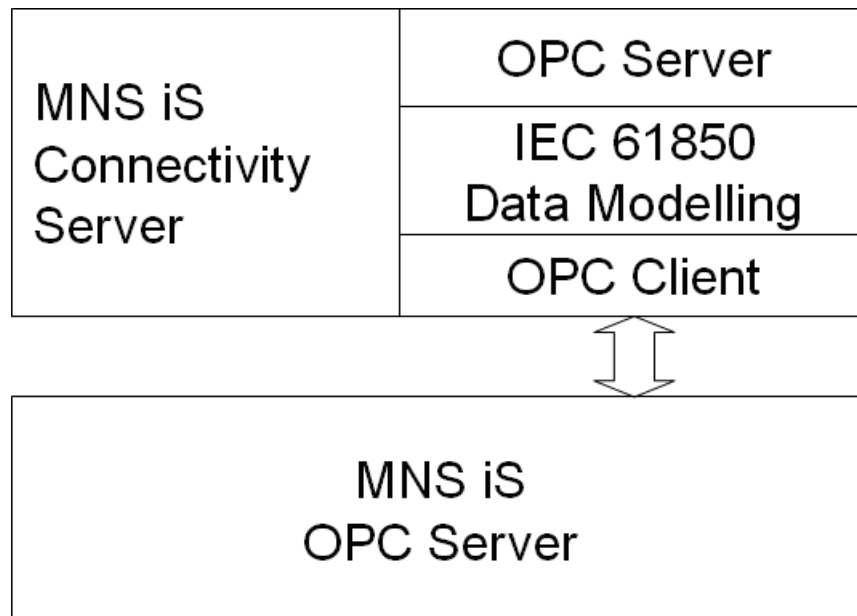 MNS iS
Connectivity
Server
OPC Server
IEC 61850
Data Modelling
OPC Client
MNS iS
OPC Server